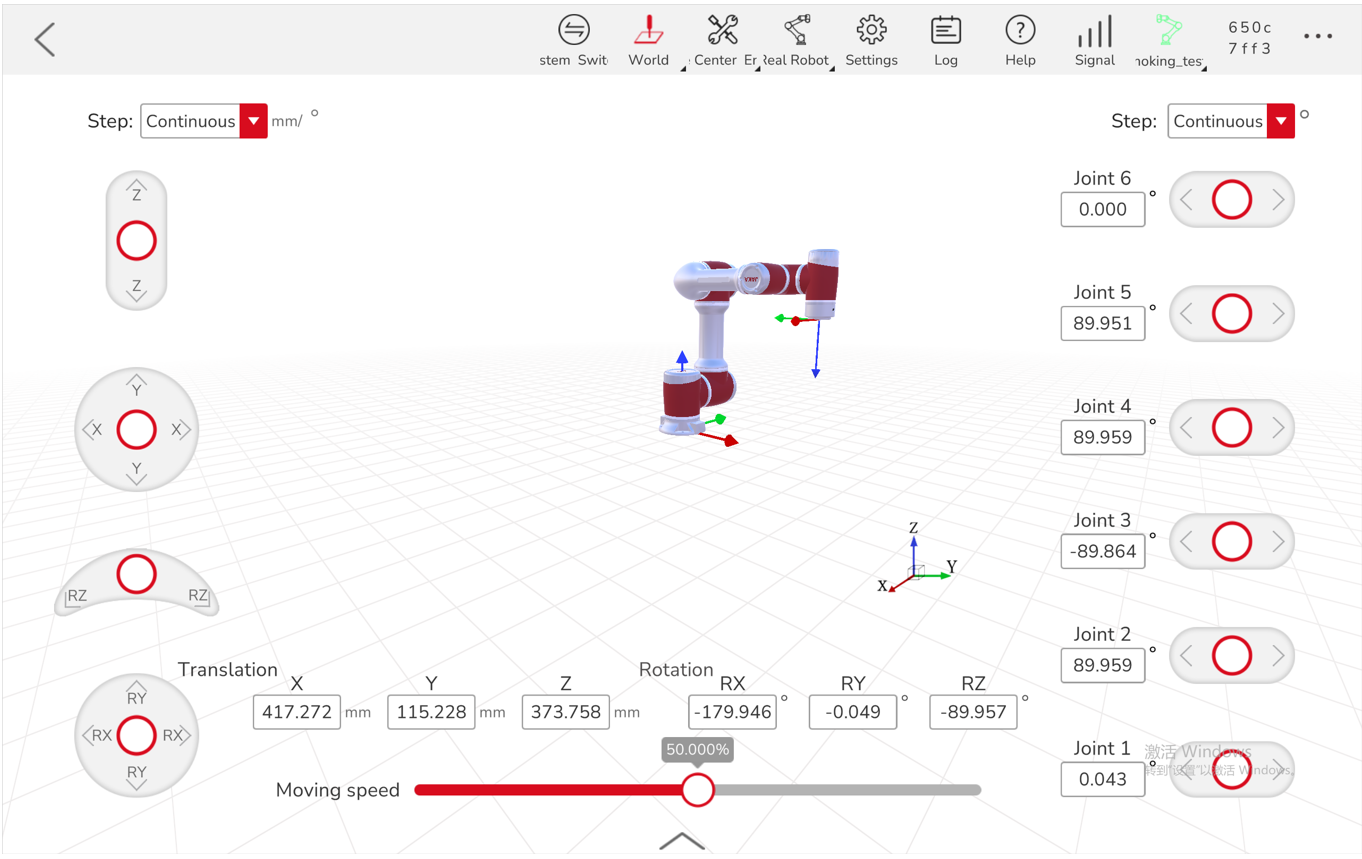 stem Swit
World
Center Er
Real Robot
Settings
Log
Help
Signal
noking_tes
650c
7ff3
Step: Continuous mm/ °
Step: Continuous °
Z
Z
Y
X X
Y
RZ RZ
RY
RX RX
RY
Joint 6
0.000 °
Joint 5
89.951 °
Joint 4
89.959 °
Joint 3
-89.864 °
Joint 2
89.959 °
Joint 1
0.043 °
JAKA
Z
Y
X
Translation
X Y Z
417.272 mm 115.228 mm 373.758 mm
Rotation
RX RY RZ
-179.946 ° -0.049 ° -89.957 °
50.000%
Moving speed
激活 Windows
转到"设置"以激活 Windows。